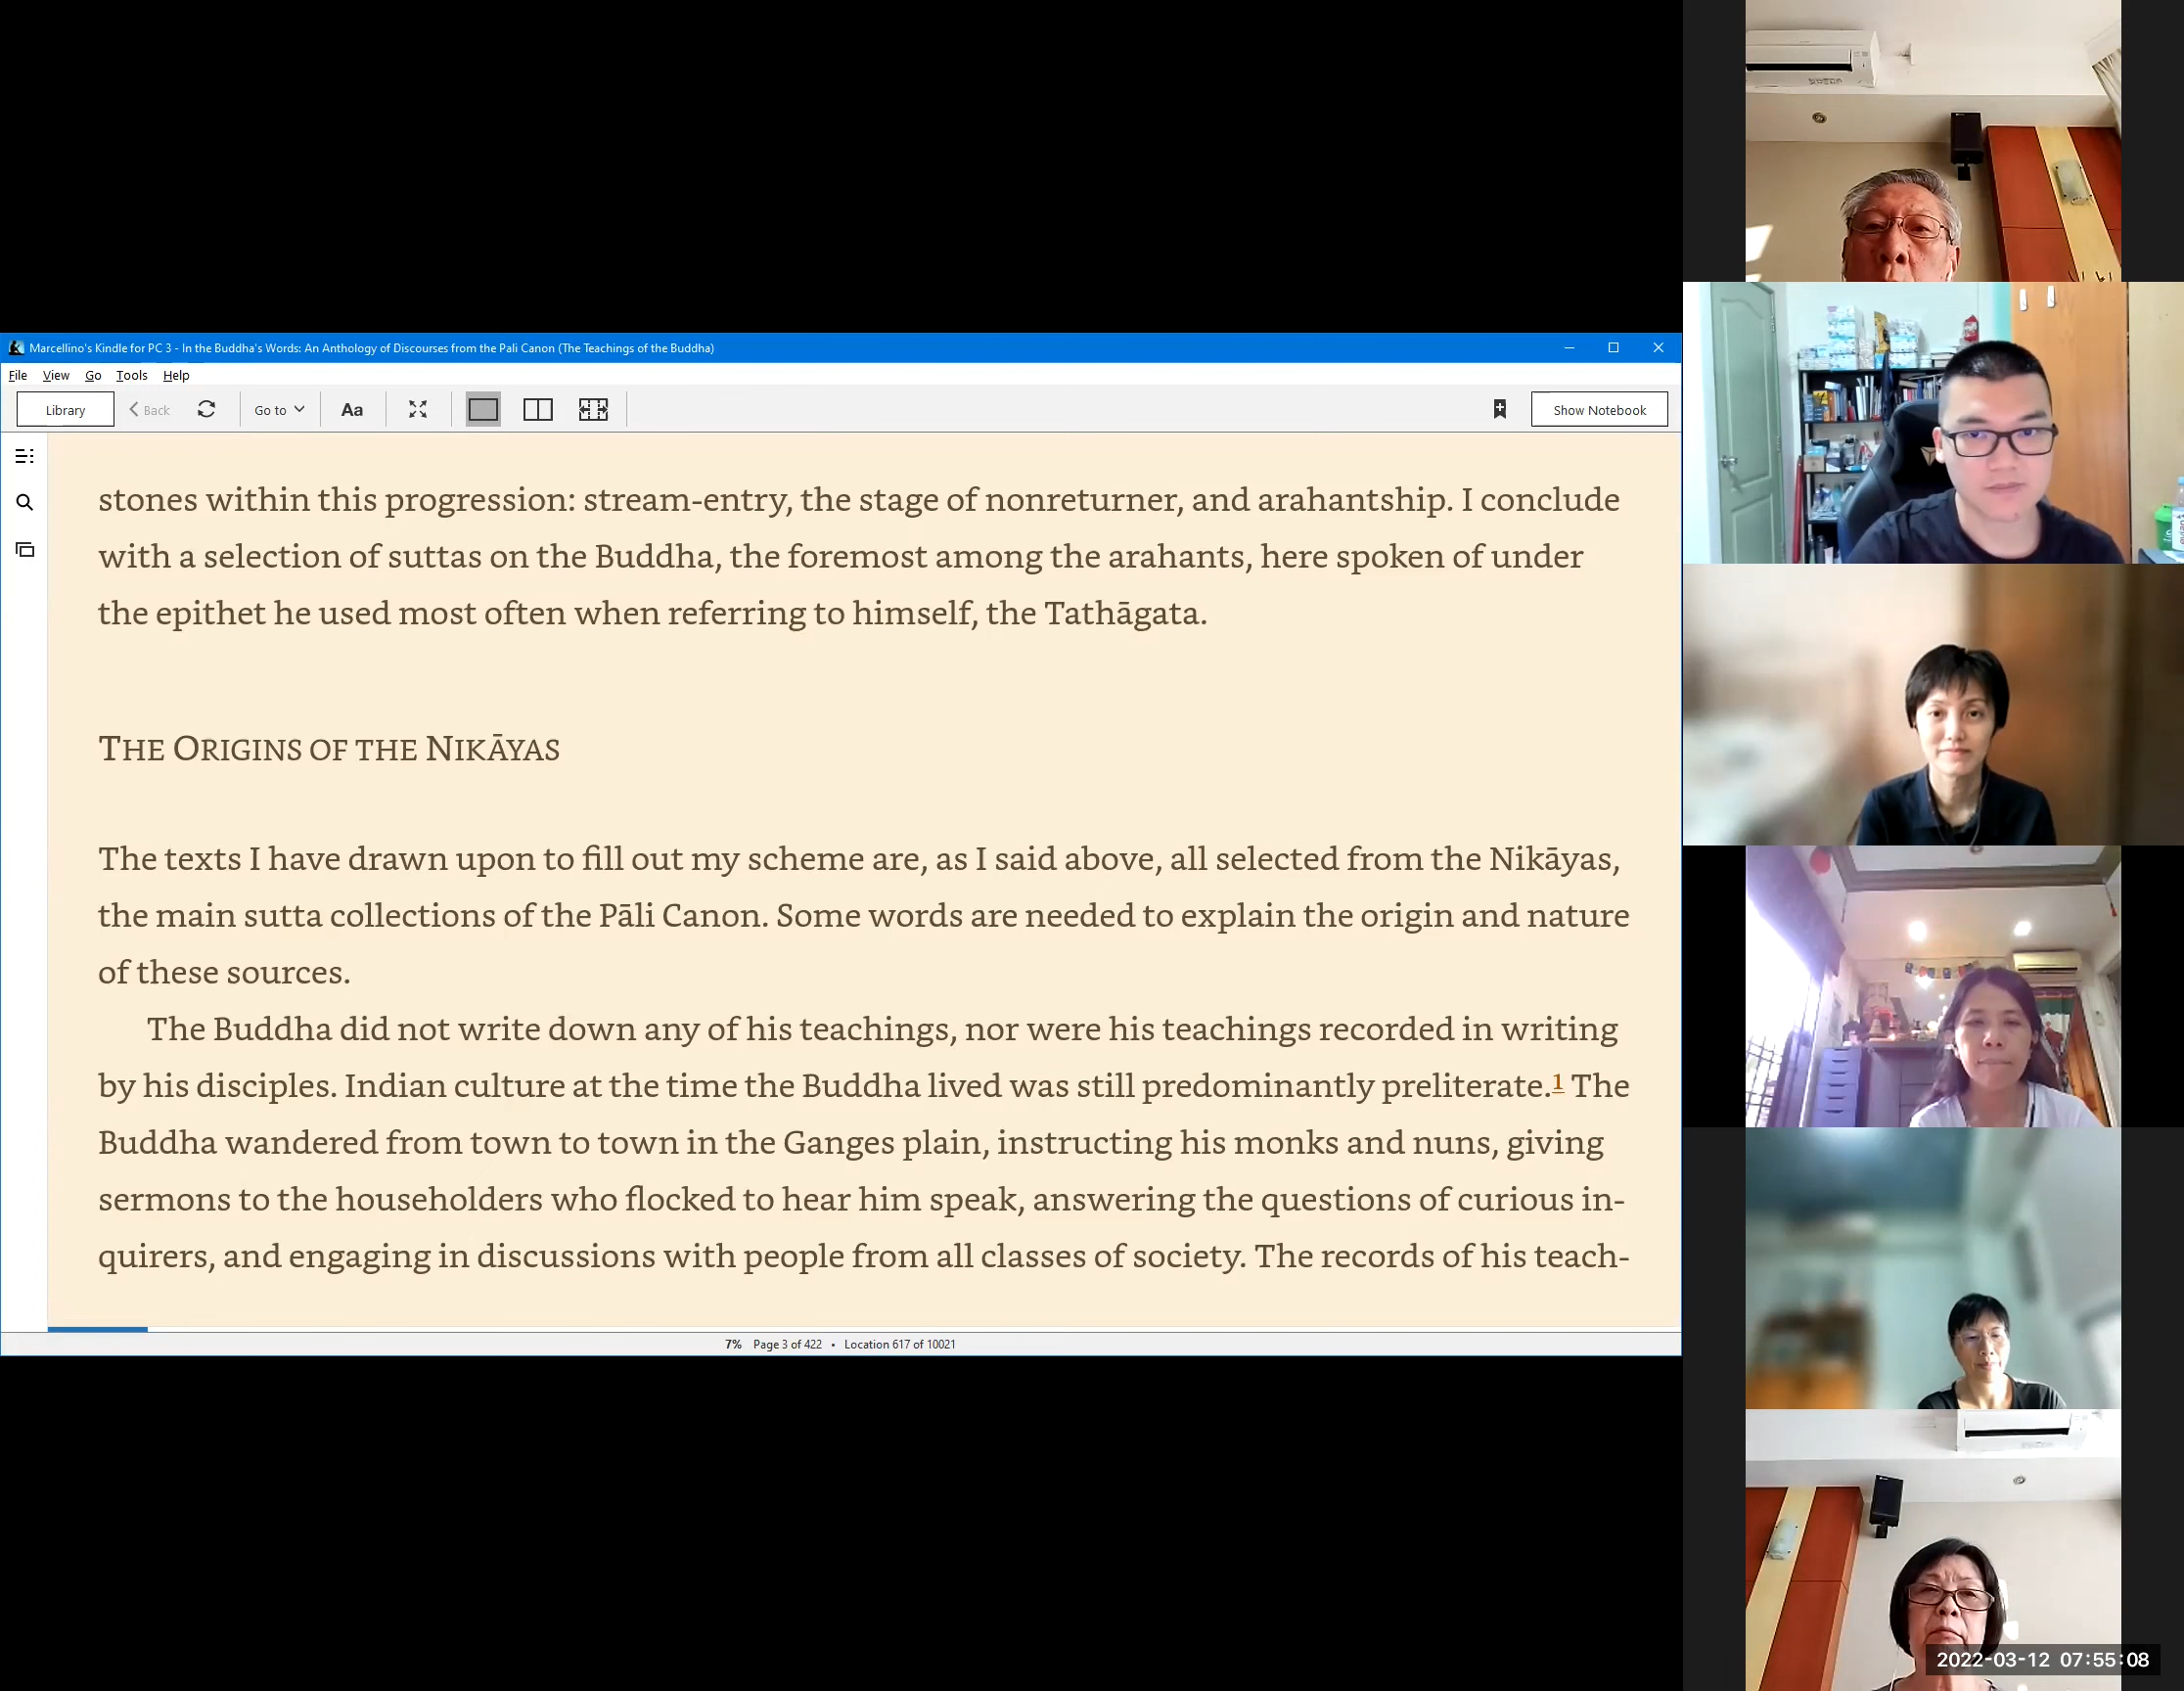 Marcellino's Kindle for PC 3 - In the Buddha's Words: An Anthology of Discourses from the Pali Canon (The Teachings of the Buddha)
File View Go Tools Help
Library Back Go to Aa Show Notebook
stones within this progression: stream-entry, the stage of nonreturner, and arahantship. I conclude
with a selection of suttas on the Buddha, the foremost among the arahants, here spoken of under
the epithet he used most often when referring to himself, the Tathāgata.
THE ORIGINS OF THE NIKĀYAS
The texts I have drawn upon to fill out my scheme are, as I said above, all selected from the Nikāyas,
the main sutta collections of the Pāli Canon. Some words are needed to explain the origin and nature
of these sources.
The Buddha did not write down any of his teachings, nor were his teachings recorded in writing
by his disciples. Indian culture at the time the Buddha lived was still predominantly preliterate.1 The
Buddha wandered from town to town in the Ganges plain, instructing his monks and nuns, giving
sermons to the householders who flocked to hear him speak, answering the questions of curious in-
quirers, and engaging in discussions with people from all classes of society. The records of his teach-
7% Page 3 of 422 • Location 617 of 10021
2022-03-12 07:55:08